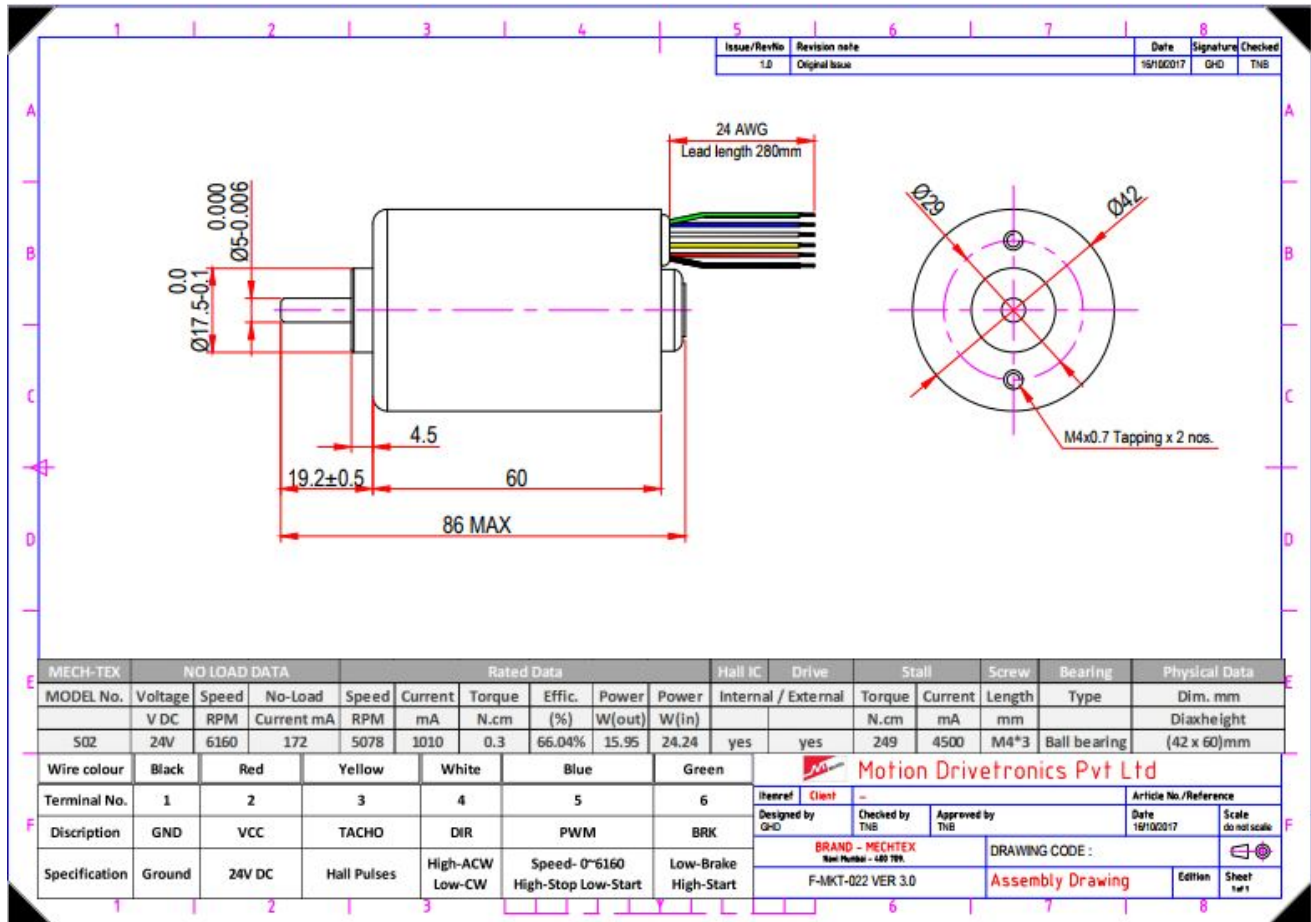 1 2 3 4 5 6 7 8
Issue/RevNo Revision note Date Signature Checked
1.0 Original Issue 16/10/2017 GHD TNB
A A
24 AWG
Lead length 280mm
0.000
Ø5-0.006
0.0
Ø17.5-0.1
Ø29
Ø42
B B
C C
4.5
M4x0.7 Tapping x 2 nos.
19.2±0.5
60
86 MAX
D D
E E
MECH-TEX NO LOAD DATA Rated Data Hall IC Drive Stall Screw Bearing Physical Data
MODEL No. Voltage Speed No-Load Speed Current Torque Effic. Power Power Internal / External Torque Current Length Type Dim. mm
V DC RPM Current mA RPM mA N.cm (%) W(out) W(in) N.cm mA mm Diaxheight
S02 24V 6160 172 5078 1010 0.3 66.04% 15.95 24.24 yes yes 249 4500 M4*3 Ball bearing (42 x 60)mm
Wire colour Black Red Yellow White Blue Green
Terminal No. 1 2 3 4 5 6
Discription GND VCC TACHO DIR PWM BRK
Specification Ground 24V DC Hall Pulses High-ACW Low-CW Speed- 0~6160 High-Stop Low-Start Low-Brake High-Start
Motion Drivetronics Pvt Ltd
Itemref Client – Article No./Reference
Designed by GHD Checked by TNB Approved by TNB Date 16/10/2017 Scale do not scale
BRAND - MECHTEX
Navi Mumbai - 400 709.
DRAWING CODE :
F-MKT-022 VER 3.0
Assembly Drawing
Edition
Sheet 1of 1
F F
1 2 3 6 7 8